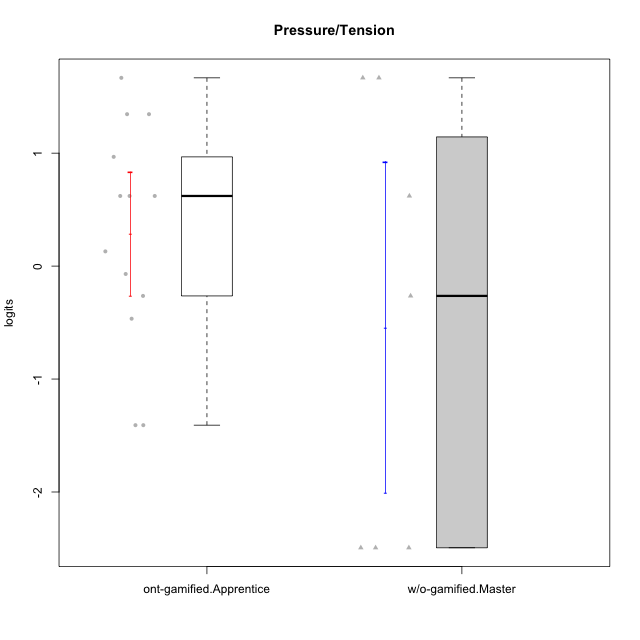 Pressure/Tension
logits
1
0
-1
-2
ont-gamified.Apprentice
w/o-gamified.Master